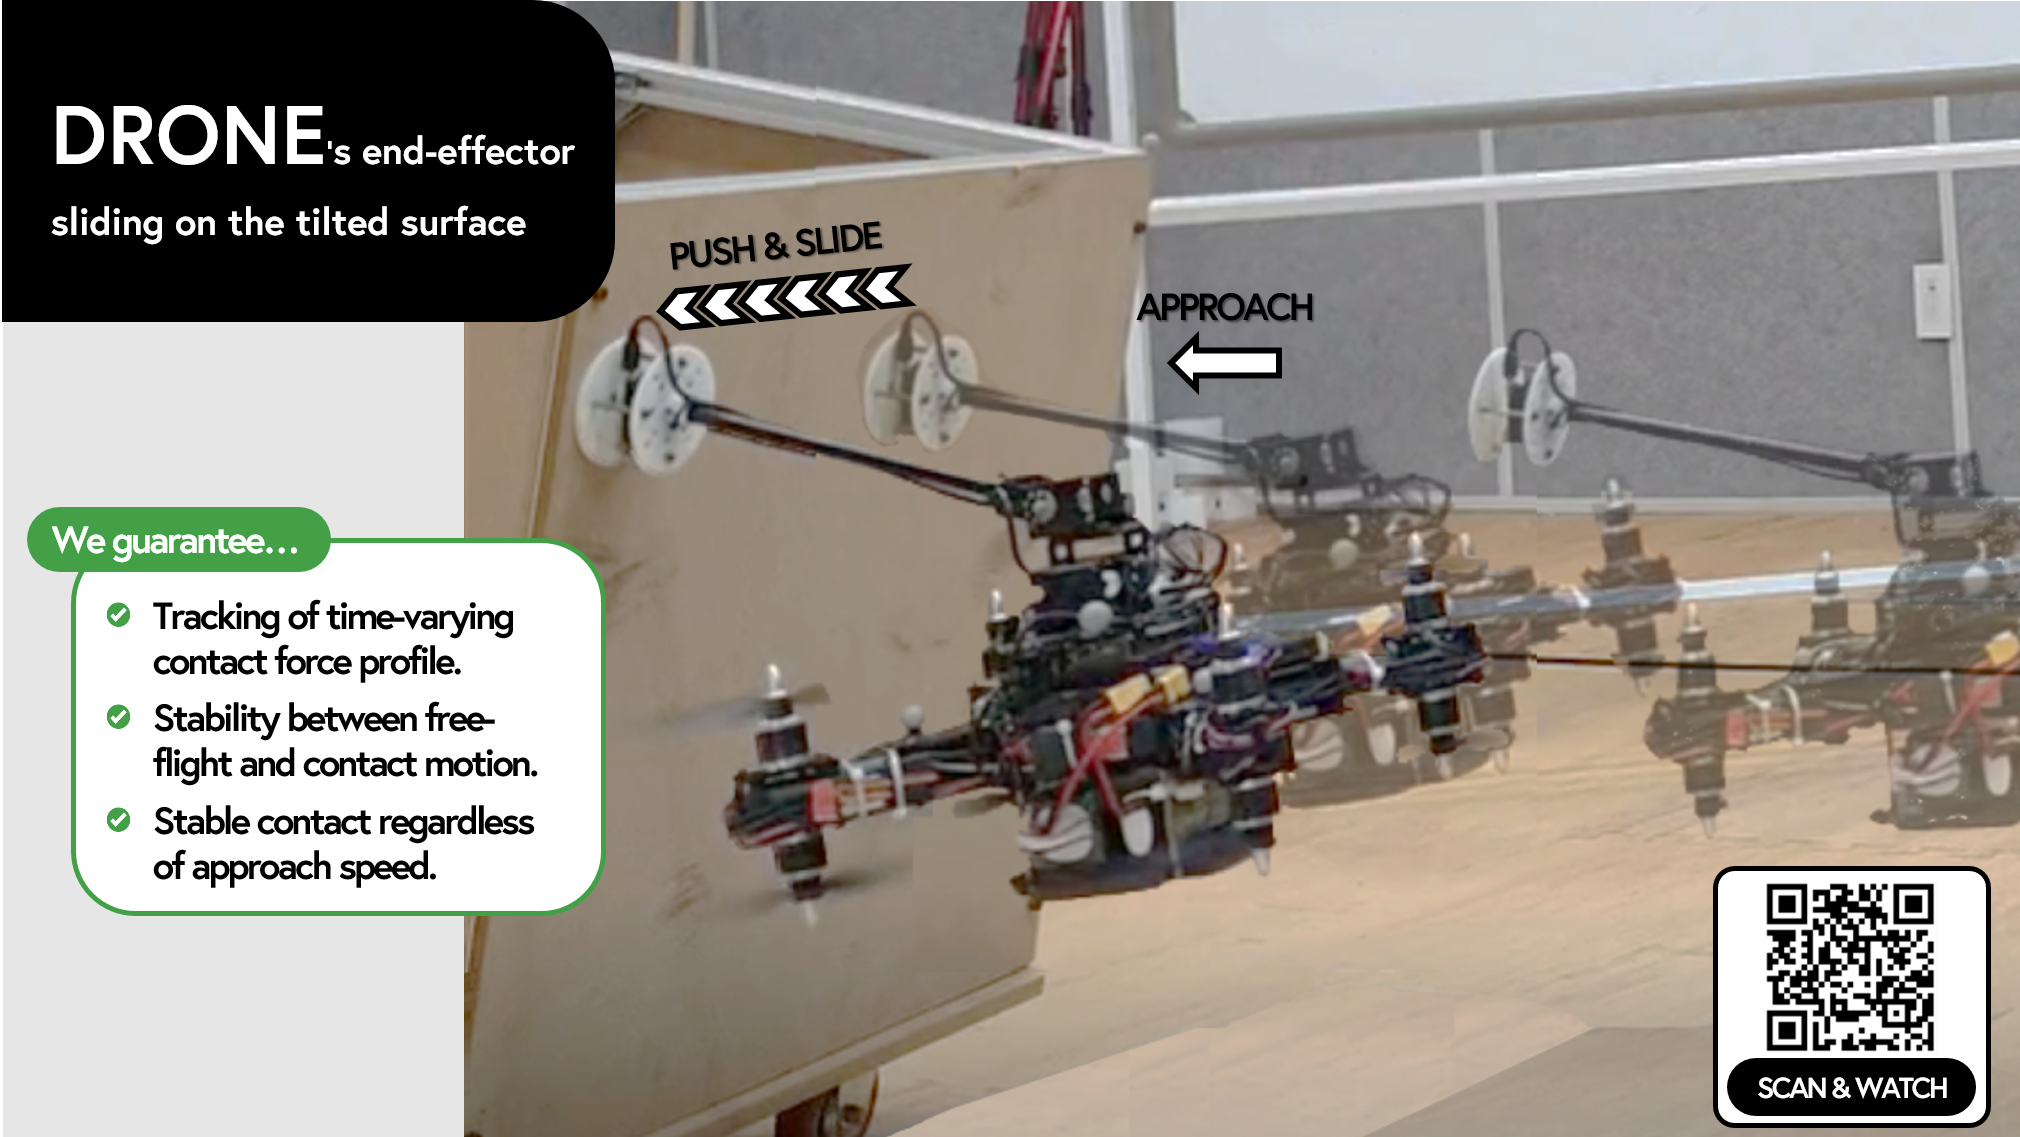 DRONE's end-effector
sliding on the tilted surface
PUSH & SLIDE
APPROACH
We guarantee...
Tracking of time-varying
contact force profile.
Stability between free-
flight and contact motion.
Stable contact regardless
of approach speed.
SCAN & WATCH